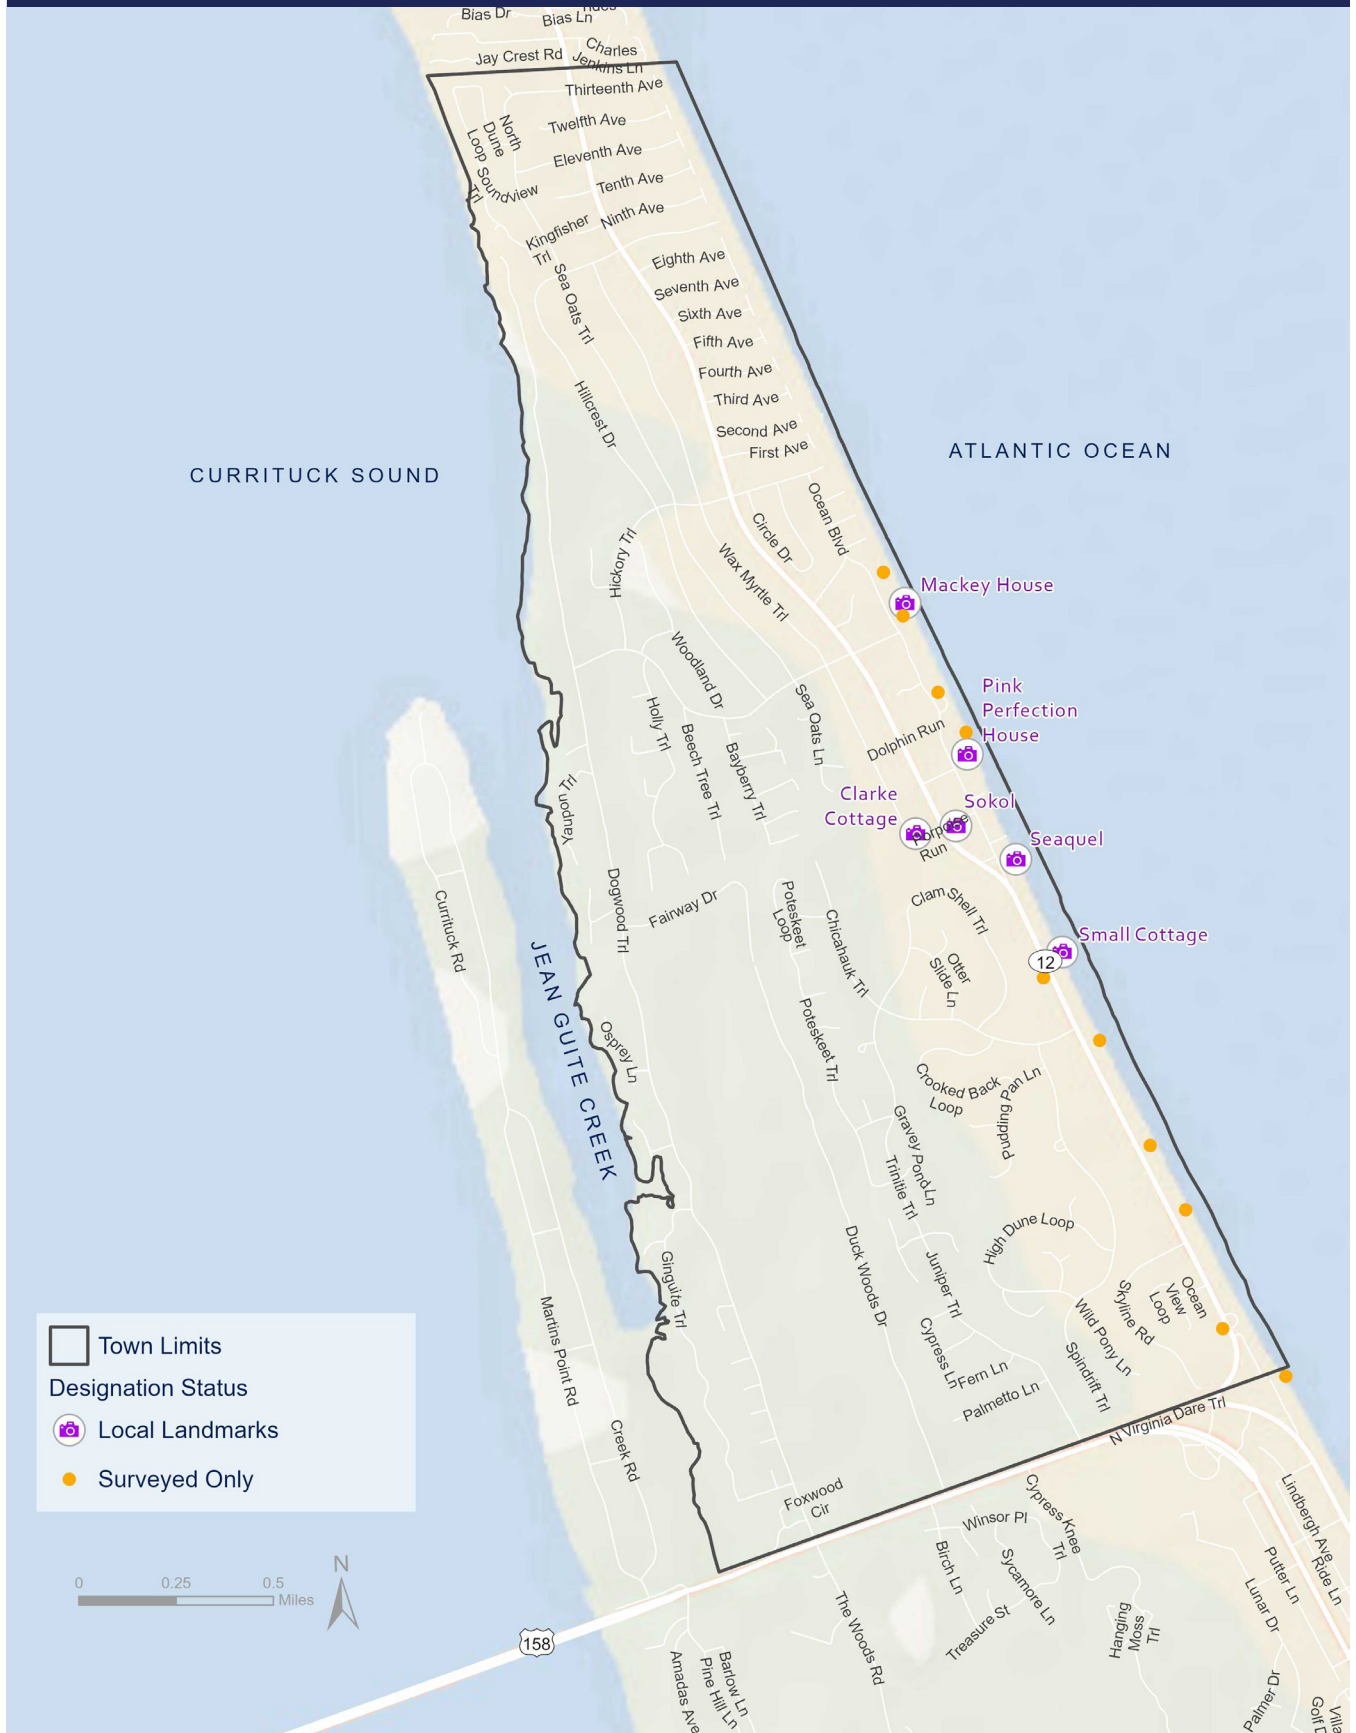 Bias Dr
Bias Ln
Jay Crest Rd
Charles
Jenkins Ln
Thirteenth Ave
North
Dune
Loop
Trl
Twelfth Ave
Eleventh Ave
Soundview
Tenth Ave
Ninth Ave
Kingfisher
Trl
Eighth Ave
Sea Oats Trl
Seventh Ave
Sixth Ave
Fifth Ave
Fourth Ave
Hillcrest Dr
Third Ave
Second Ave
First Ave
ATLANTIC OCEAN
CURRITUCK SOUND
Ocean Blvd
Circle Dr
Hickory Trl
Wax Myrtle Trl
Mackey House
Woodland Dr
Pink
Perfection
House
Sea Oats Ln
Holly Trl
Beech Tree Trl
Bayberry Trl
Dolphin Run
Yaupon Trl
Clarke
Cottage
Sokol
Porpoise
Run
Seaquel
Dogwood Trl
Fairway Dr
Poteskeet
Loop
Clam Shell Trl
Chicahauk Trl
Currituck Rd
Small Cottage
12
Otter
Slide Ln
JEAN GUITE CREEK
Poteskeet Trl
Osprey Ln
Crooked Back
Loop
Pudding Pan Ln
Gravey Pond Ln
Trinitie Trl
High Dune Loop
Duck Woods Dr
Juniper Trl
Ginguite Trl
Ocean
View
Loop
Skyline Rd
Wild Pony Ln
Martins Point Rd
Cypress Ln
Spindrift Trl
Fern Ln
Palmetto Ln
N Virginia Dare Trl
Creek Rd
Foxwood
Cir
Town Limits
Designation Status
Local Landmarks
Surveyed Only
0
0.25
0.5
Miles
N
158
Winsor Pl
Cypress Knee
Trl
Birch Ln
Sycamore Ln
Treasure St
The Woods Rd
Hanging
Moss
Trl
Lindbergh Ave
Ride Ln
Putter Ln
Lunar Dr
Palmer Dr
Amadas Ave
Barlow Ln
Pine Hill Ln